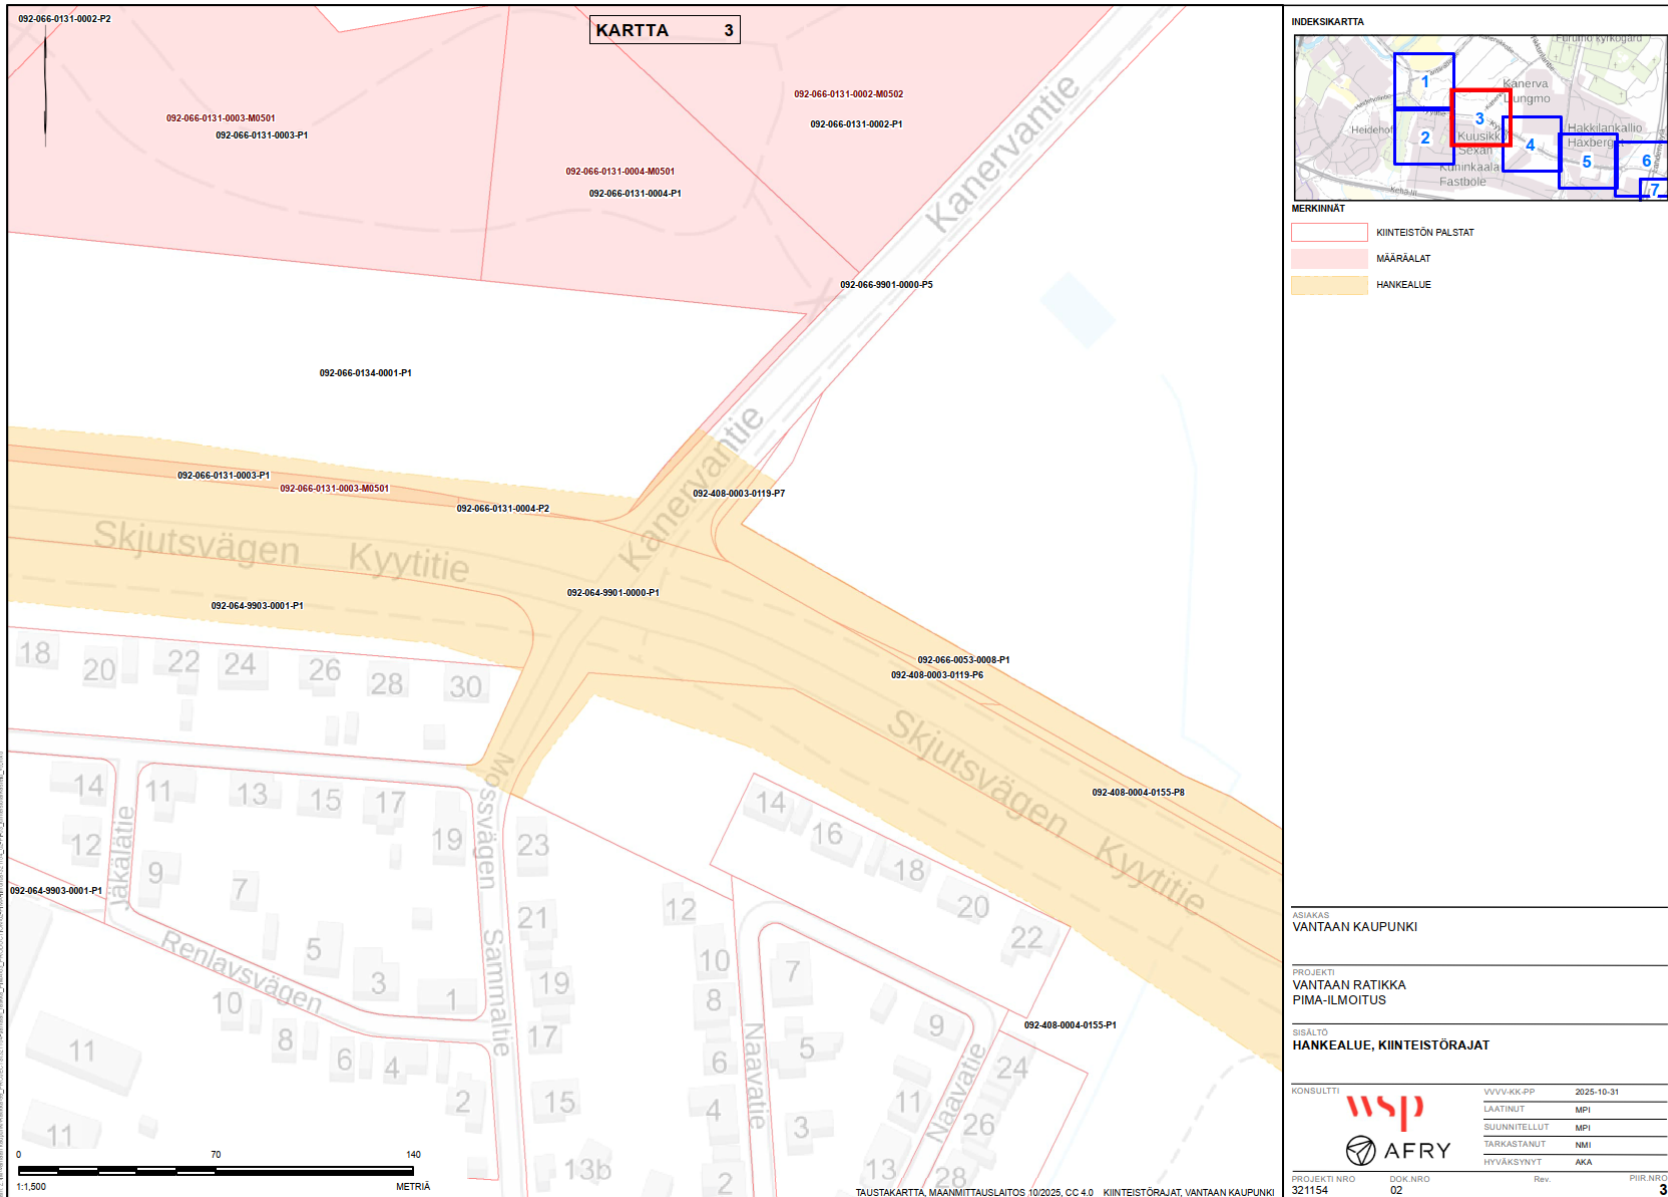 092-066-0131-0002-P2
KARTTA 3
092-066-0131-0003-M0501
092-066-0131-0003-P1
092-066-0131-0002-M0502
092-066-0131-0002-P1
092-066-0131-0004-M0501
092-066-0131-0004-P1
Kanervantie
092-066-9901-0000-P5
092-066-0134-0001-P1
Kanervantie
092-066-0131-0003-P1
092-066-0131-0003-M0501
092-066-0131-0004-P2
092-408-0003-0119-P7
Kanervantie
Skjutsvägen Kyytitie
092-064-9901-0000-P1
092-064-9903-0001-P1
092-066-0053-0008-P1
092-408-0003-0119-P6
18 20 22 24 26 28 30
Skjutsvägen Kyytitie
092-408-0004-0155-P8
14 11 13 15 17 19 23
12 9 7
Jäkälätie
Mossvägen Sammaltie
14 16 18 20 22
092-064-9903-0001-P1
Renlavsvägen
5 3 1 21 19 17 15
10 8 6 4 2
11
11
12 10 8 6 4 2
Naavatie
7 5 3
9 11 13
Naavatie
092-408-0004-0155-P1
24 26 28
13b
0 70 140
1:1,500 METRIÄ
TAUSTAKARTTA, MAANMITTAUSLAITOS 10/2025, CC 4.0 KIINTEISTÖRAJAT, VANTAAN KAUPUNKI
INDEKSIKARTTA
Kanerva
Ljungmo
Heidehof
Kuusikko
Sexan
Hakkilankallio
Haxberget
Kuninkaala
Fastböle
Kehä III
1
2
3
4
5
6
7
MERKINNÄT
KIINTEISTÖN PALSTAT
MÄÄRÄALAT
HANKEALUE
ASIAKAS
VANTAAN KAUPUNKI
PROJEKTI
VANTAAN RATIKKA
PIMA-ILMOITUS
SISÄLTÖ
HANKEALUE, KIINTEISTÖRAJAT
KONSULTTI
wsp
AFRY
VVVV-KK-PP 2025-10-31
LAATINUT MPI
SUUNNITELLUT MPI
TARKASTANUT NMI
HYVÄKSYNYT AKA
PROJEKTI NRO DOK.NRO Rev. PIIR.NRO
321154 02 3